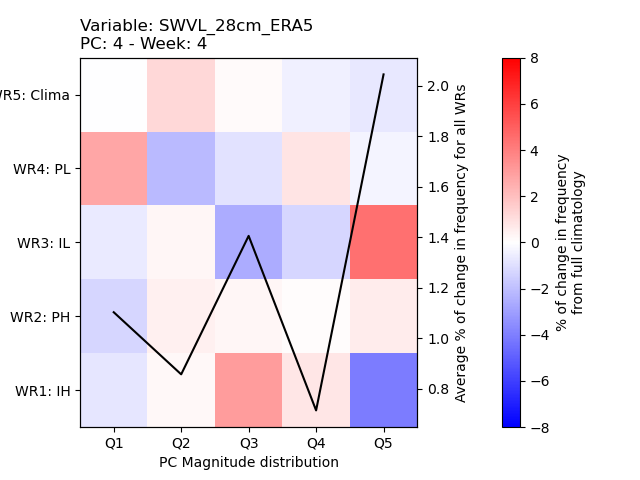 Variable: SWVL_28cm_ERA5
PC: 4 - Week: 4
WR5: Clima
WR4: PL
WR3: IL
WR2: PH
WR1: IH
Q1 Q2 Q3 Q4 Q5
PC Magnitude distribution
2.0
1.8
1.6
1.4
1.2
1.0
0.8
Average % of change in frequency for all WRs
8
6
4
2
0
−2
−4
−6
−8
% of change in frequency
from full climatology